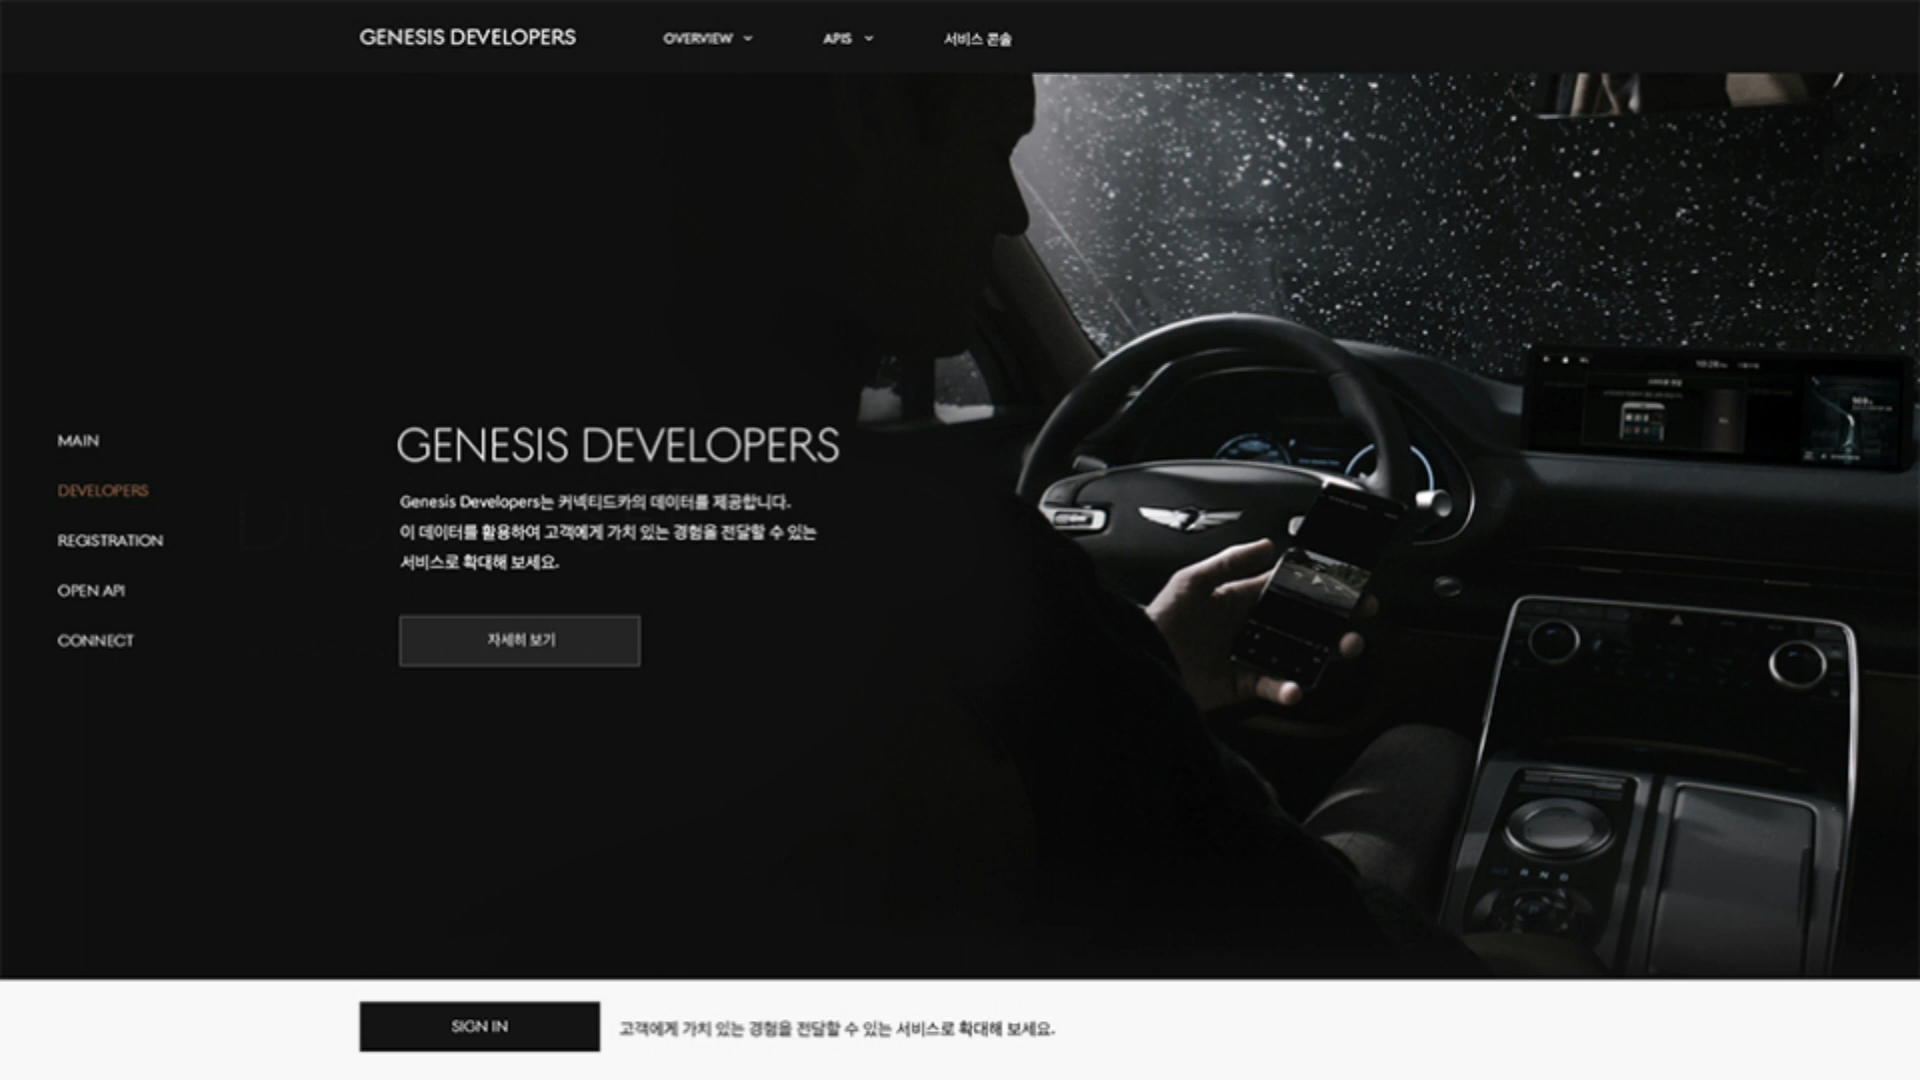 GENESIS DEVELOPERS
OVERVIEW
APIS
서비스 콘솔
MAIN
DEVELOPERS
REGISTRATION
OPEN API
CONNECT
GENESIS DEVELOPERS
Genesis Developers는 커넥티드카의 데이터를 제공합니다.
이 데이터를 활용하여 고객에게 가치 있는 경험을 전달할 수 있는
서비스로 확대해 보세요.
자세히 보기
SIGN IN
고객에게 가치 있는 경험을 전달할 수 있는 서비스로 확대해 보세요.